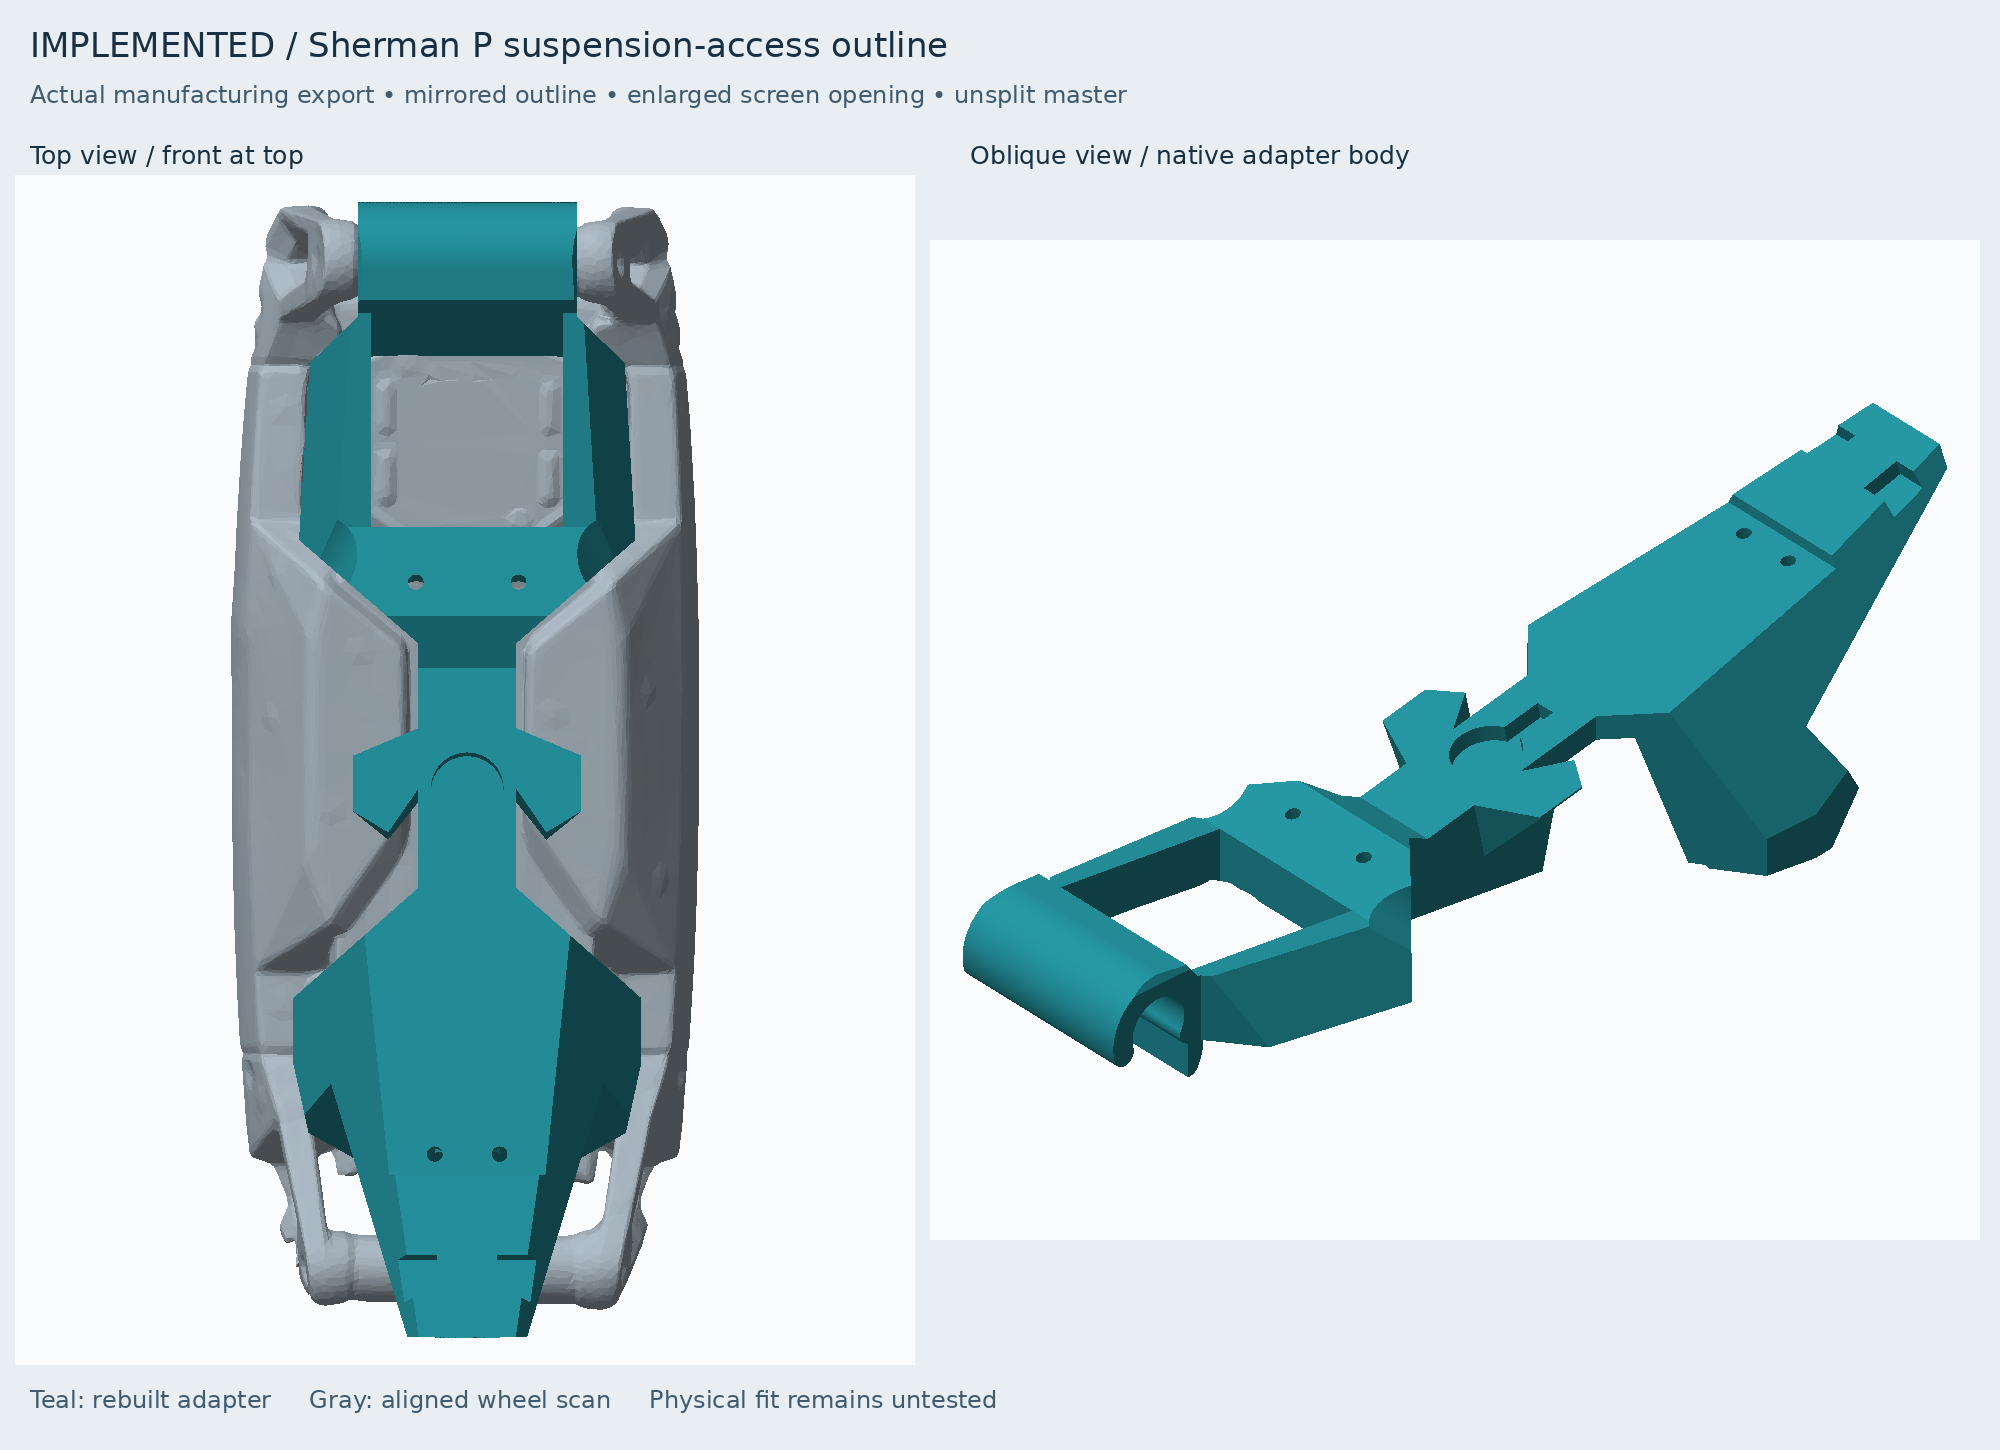 IMPLEMENTED / Sherman P suspension-access outline
Actual manufacturing export • mirrored outline • enlarged screen opening • unsplit master
Top view / front at top
Oblique view / native adapter body
Teal: rebuilt adapter     Gray: aligned wheel scan     Physical fit remains untested